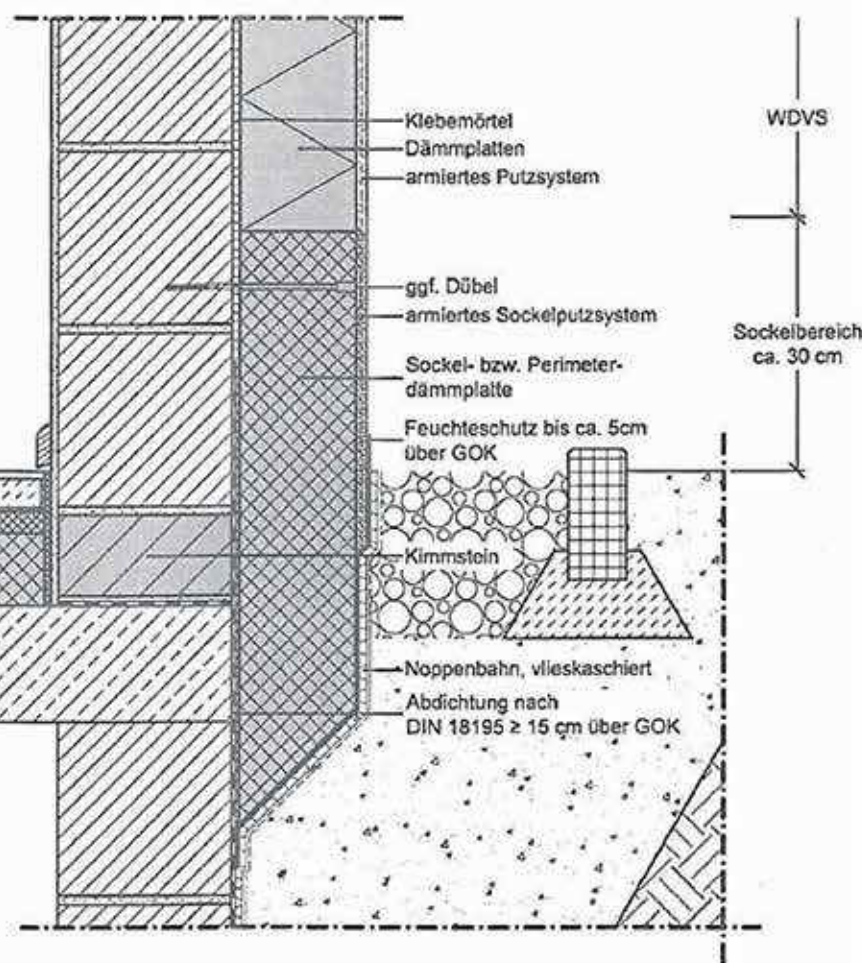 Klebemörtel
Dämmplatten
armiertes Putzsystem
WDVS
ggf. Dübel
armiertes Sockelputzsystem
Sockelbereich
ca. 30 cm
Sockel- bzw. Perimeter-
dämmplatte
Feuchteschutz bis ca. 5cm
über GOK
Kimmstein
Noppenbahn, vlieskaschiert
Abdichtung nach
DIN 18195 ≥ 15 cm über GOK